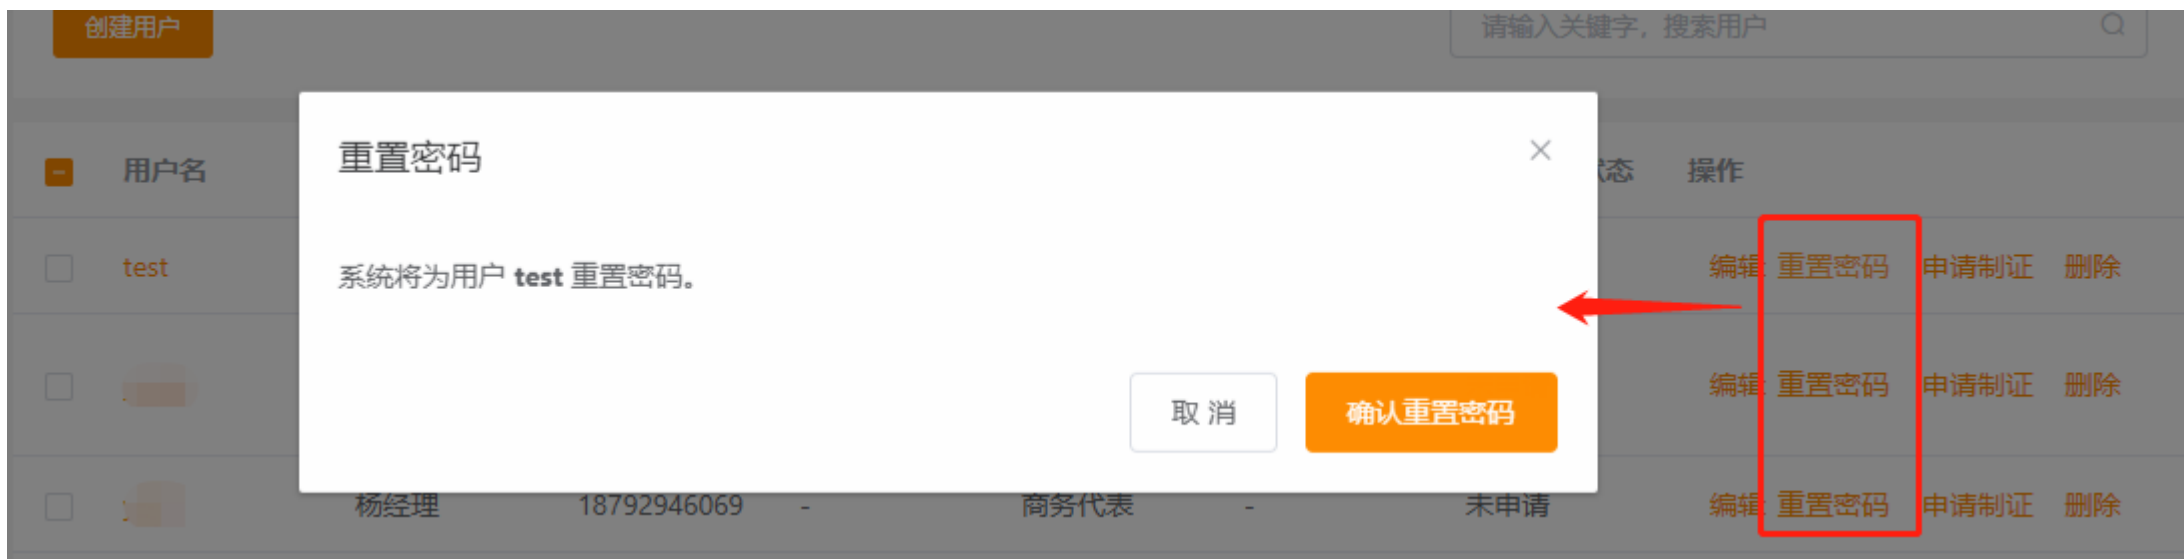 创建用户
请输入关键字，搜索用户
重置密码
用户名
态 操作
test
系统将为用户 test 重置密码。
编辑 重置密码 申请制证 删除
编辑 重置密码 申请制证 删除
取 消
确认重置密码
杨经理 18792946069 - 商务代表 - 未申请 编辑 重置密码 申请制证 删除